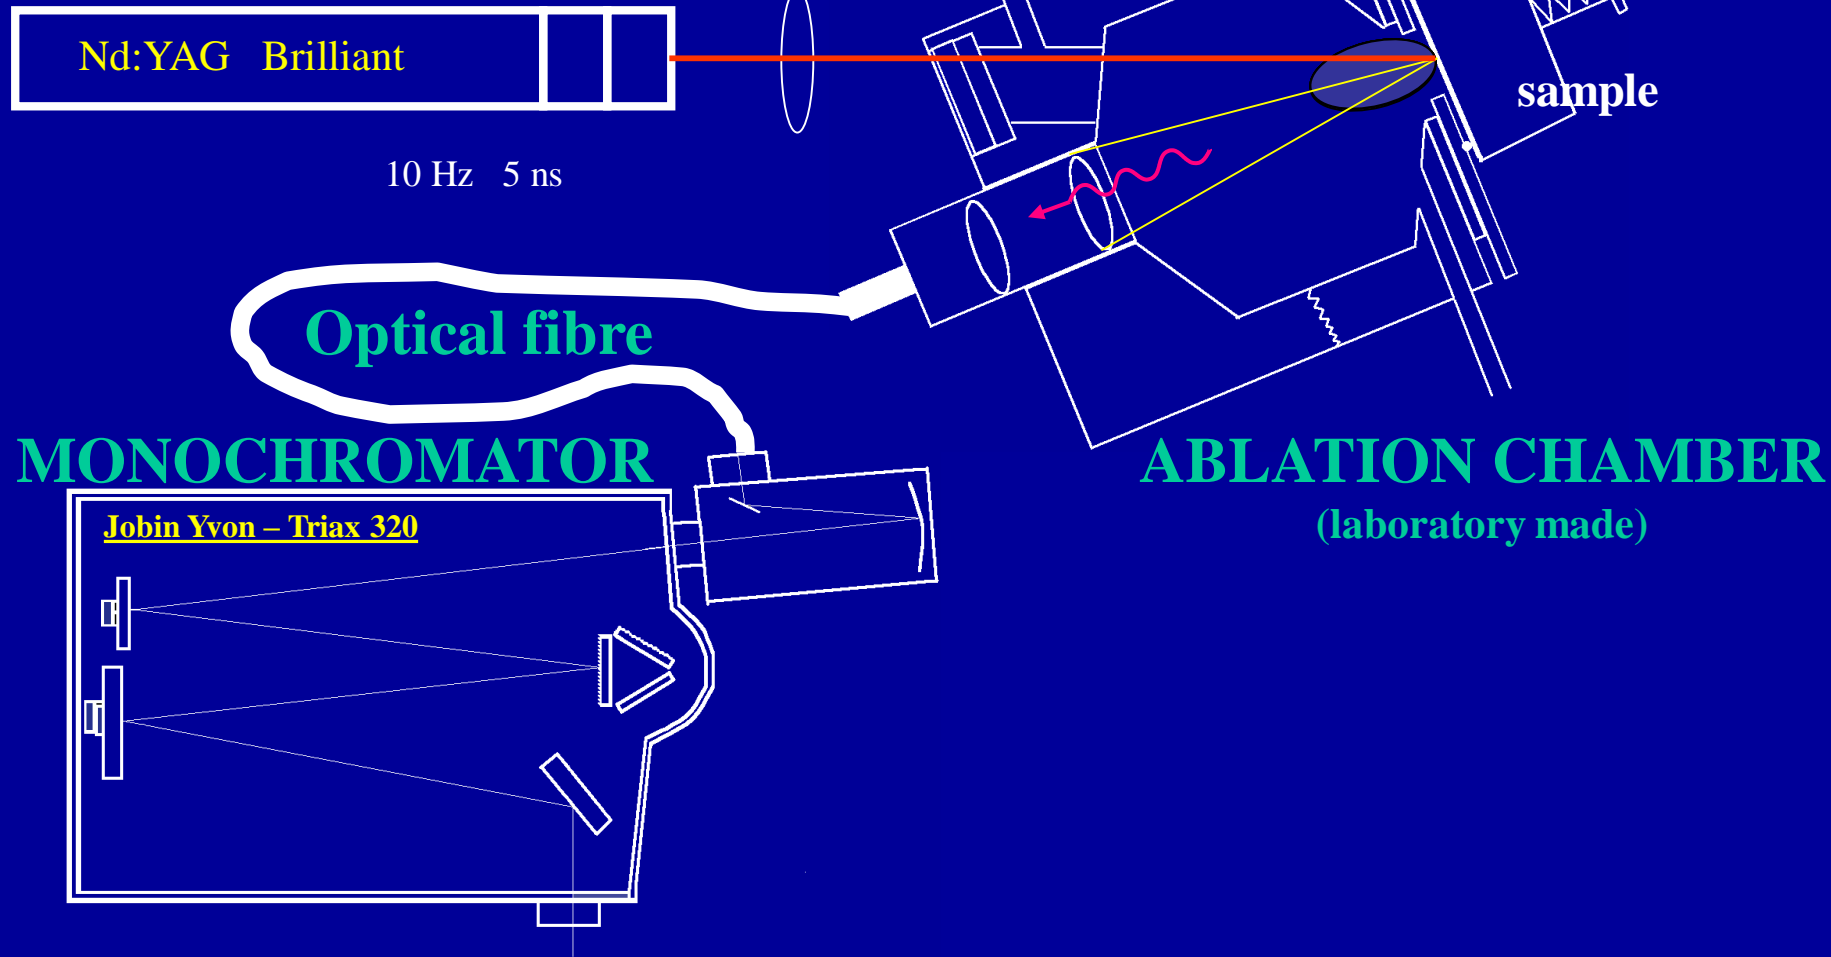 Nd:YAG Brilliant
sample
10 Hz 5 ns
Optical fibre
MONOCHROMATOR
ABLATION CHAMBER
Jobin Yvon – Triax 320
(laboratory made)